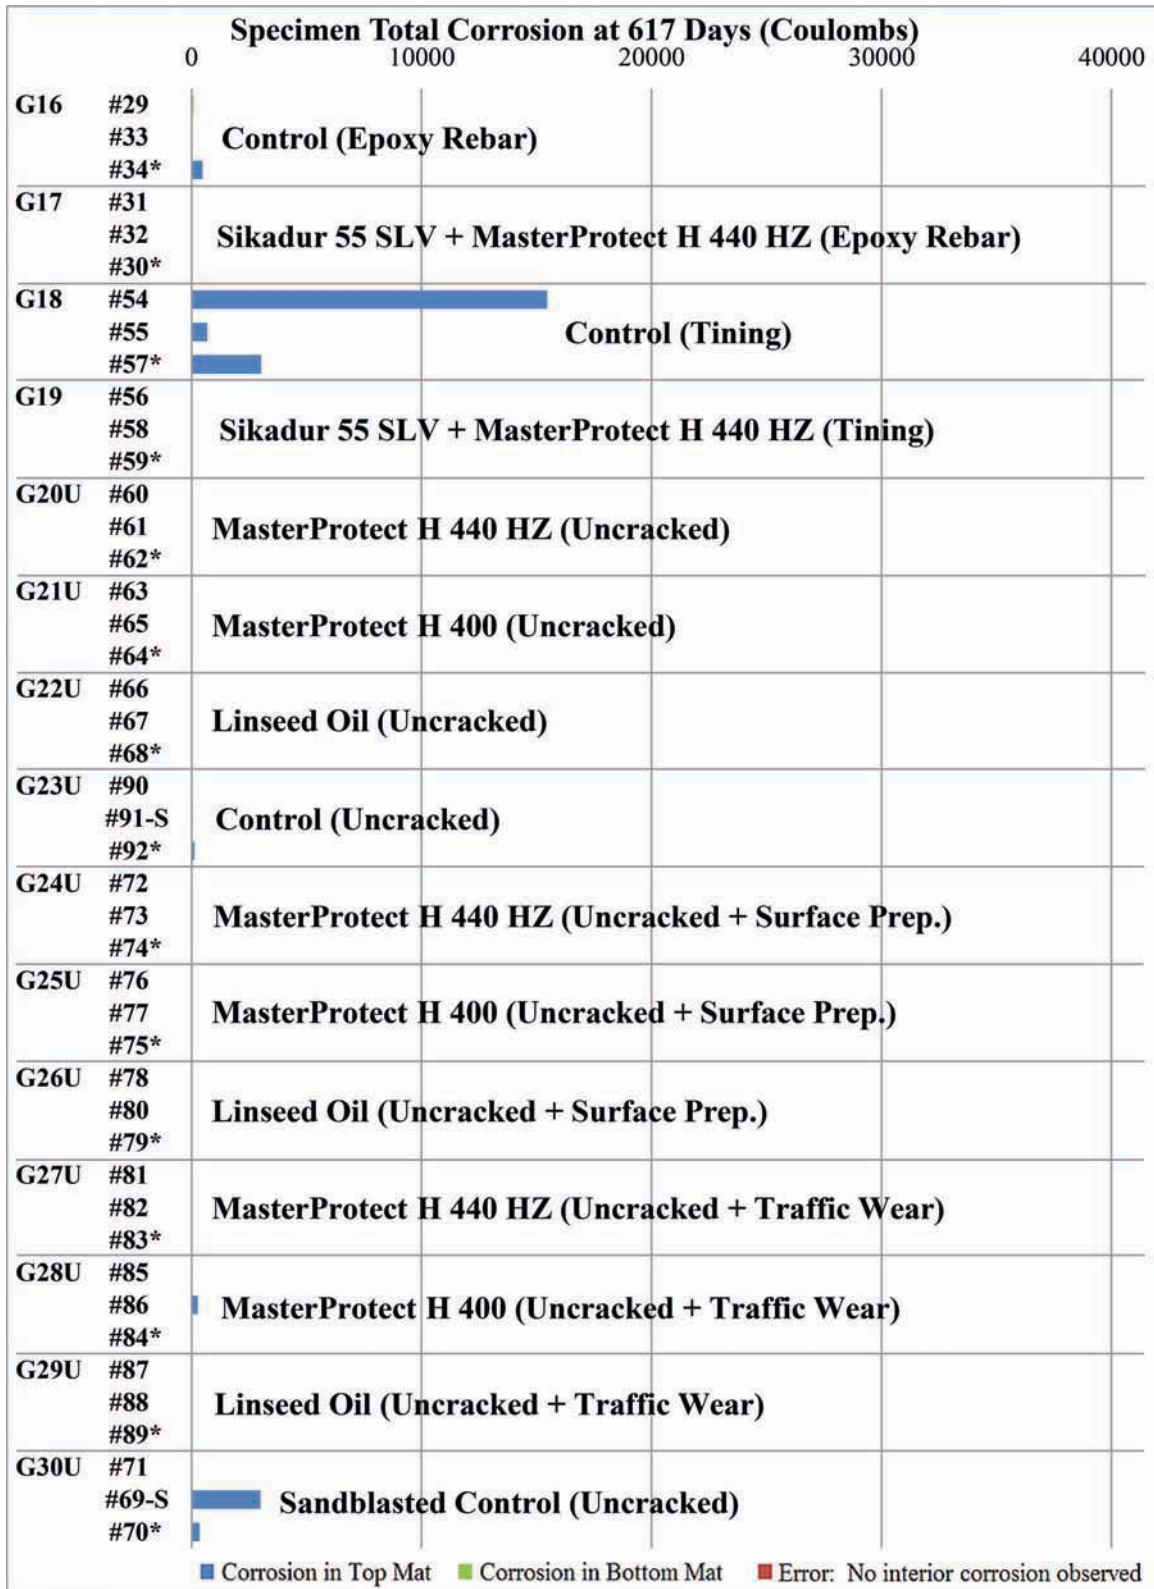 Specimen Total Corrosion at 617 Days (Coulombs)
0 10000 20000 30000 40000
G16 #29
#33 Control (Epoxy Rebar)
#34*
G17 #31
#32 Sikadur 55 SLV + MasterProtect H 440 HZ (Epoxy Rebar)
#30*
G18 #54
#55 Control (Tining)
#57*
G19 #56
#58 Sikadur 55 SLV + MasterProtect H 440 HZ (Tining)
#59*
G20U #60
#61 MasterProtect H 440 HZ (Uncracked)
#62*
G21U #63
#65 MasterProtect H 400 (Uncracked)
#64*
G22U #66
#67 Linseed Oil (Uncracked)
#68*
G23U #90
#91-S Control (Uncracked)
#92*
G24U #72
#73 MasterProtect H 440 HZ (Uncracked + Surface Prep.)
#74*
G25U #76
#77 MasterProtect H 400 (Uncracked + Surface Prep.)
#75*
G26U #78
#80 Linseed Oil (Uncracked + Surface Prep.)
#79*
G27U #81
#82 MasterProtect H 440 HZ (Uncracked + Traffic Wear)
#83*
G28U #85
#86 MasterProtect H 400 (Uncracked + Traffic Wear)
#84*
G29U #87
#88 Linseed Oil (Uncracked + Traffic Wear)
#89*
G30U #71
#69-S Sandblasted Control (Uncracked)
#70*
Corrosion in Top Mat Corrosion in Bottom Mat Error: No interior corrosion observed